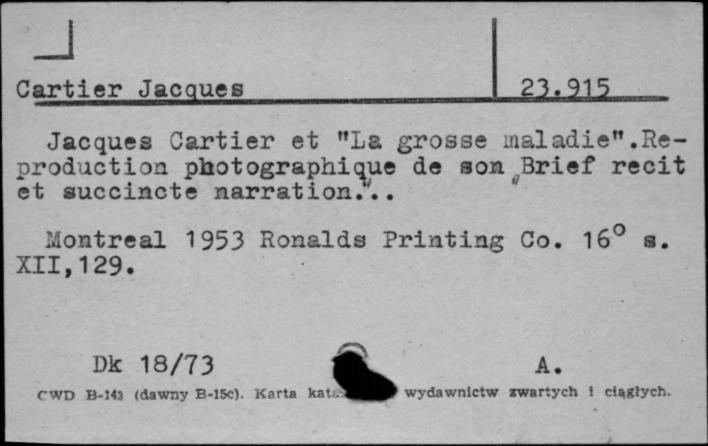 Cartier Jacques 23.915
Jacques Cartier et "La grosse maladie".Re-
production photographique de son „Brief recit
et succincte narration."..
Montreal 1953 Ronalds Printing Co. 16° s.
XII,129.
Dk 18/73 A.
CWD B-143 (dawny B-15c). Karta wydawnictw zwartych i ciągłych.